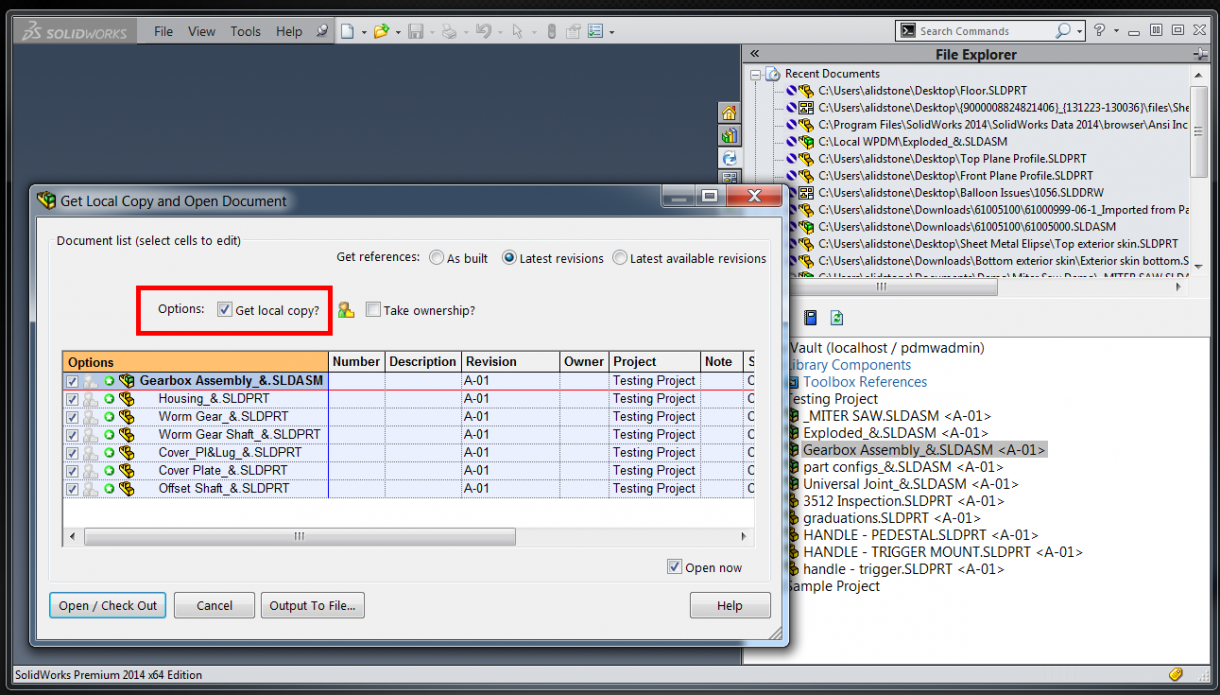 SOLIDWORKS File View Tools Help Search Commands ?
File Explorer
Recent Documents
C:\Users\alidstone\Desktop\Floor.SLDPRT
C:\Users\alidstone\Desktop\{9000008824821406}_{131223-130036}\files\She
C:\Program Files\SolidWorks 2014\SolidWorks Data 2014\browser\Ansi Inc
C:\Local WPDM\Exploded_&.SLDASM
C:\Users\alidstone\Desktop\Top Plane Profile.SLDPRT
C:\Users\alidstone\Desktop\Front Plane Profile.SLDPRT
C:\Users\alidstone\Desktop\Balloon Issues\1056.SLDDRW
C:\Users\alidstone\Downloads\61005100\61000999-06-1_Imported from Pa
C:\Users\alidstone\Downloads\61005100\61005000.SLDASM
C:\Users\alidstone\Desktop\Sheet Metal Elipse\Top exterior skin.SLDPRT
C:\Users\alidstone\Downloads\Bottom exterior skin\Exterior skin bottom.S
Get Local Copy and Open Document
Document list (select cells to edit)
Get references: As built Latest revisions Latest available revisions
Options: Get local copy? Take ownership?
Options Number Description Revision Owner Project Note S
Gearbox Assembly_&.SLDASM A-01 Testing Project C
Housing_&.SLDPRT A-01 Testing Project C
Worm Gear_&.SLDPRT A-01 Testing Project C
Worm Gear Shaft_&.SLDPRT A-01 Testing Project C
Cover_Pl&Lug_&.SLDPRT A-01 Testing Project C
Cover Plate_&.SLDPRT A-01 Testing Project C
Offset Shaft_&.SLDPRT A-01 Testing Project C
Open now
Open / Check Out Cancel Output To File... Help
Vault (localhost / pdmwadmin)
Library Components
Toolbox References
Testing Project
_MITER SAW.SLDASM <A-01>
Exploded_&.SLDASM <A-01>
Gearbox Assembly_&.SLDASM <A-01>
part configs_&.SLDASM <A-01>
Universal Joint_&.SLDASM <A-01>
3512 Inspection.SLDPRT <A-01>
graduations.SLDPRT <A-01>
HANDLE - PEDESTAL.SLDPRT <A-01>
HANDLE - TRIGGER MOUNT.SLDPRT <A-01>
handle - trigger.SLDPRT <A-01>
Sample Project
SolidWorks Premium 2014 x64 Edition